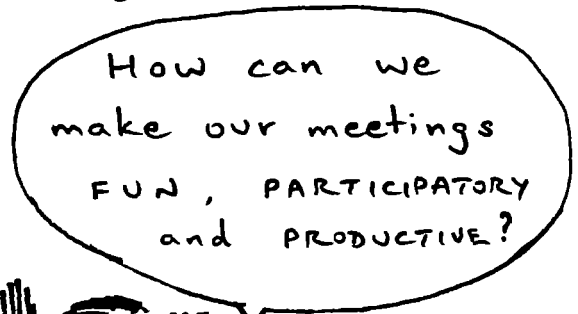 How can we
make our meetings
FUN, PARTICIPATORY
and PRODUCTIVE?